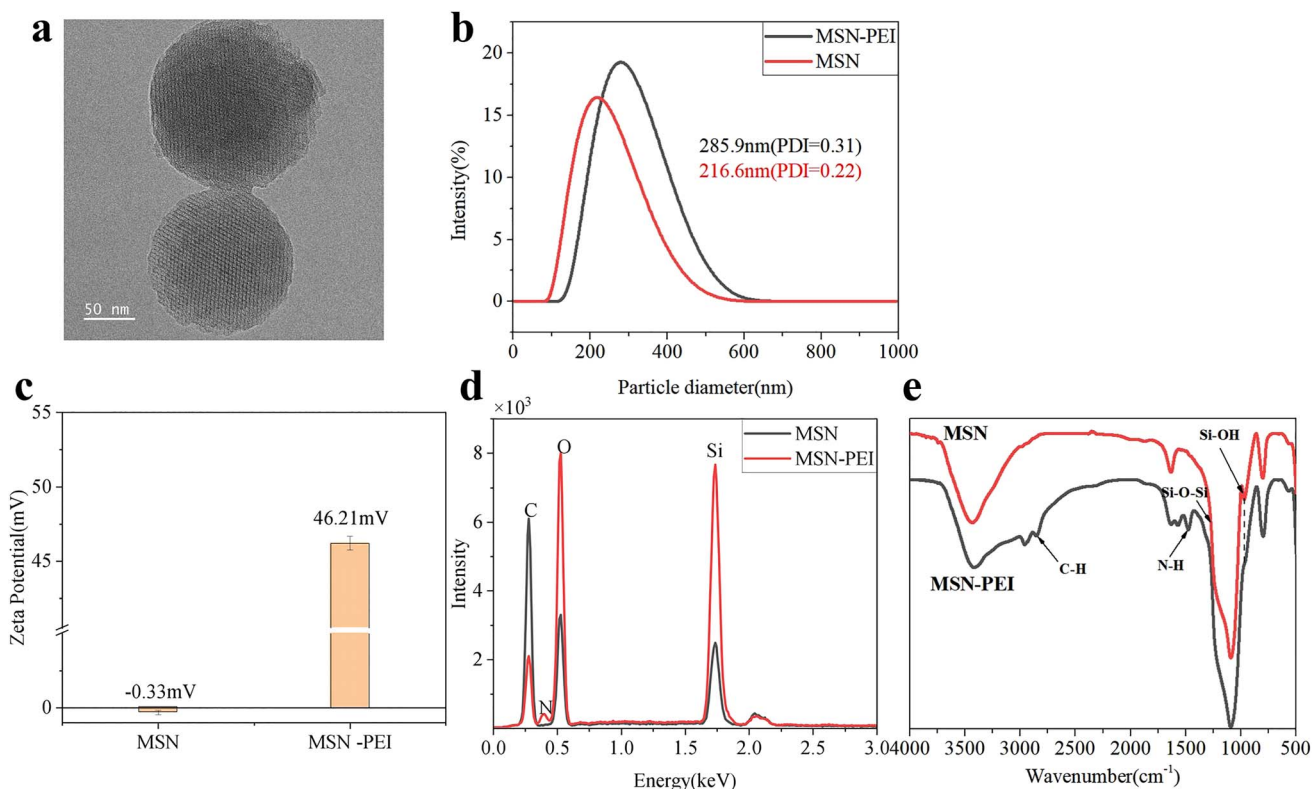 a
50 nm
b
MSN-PEI
MSN
285.9nm(PDI=0.31)
216.6nm(PDI=0.22)
20
15
10
5
0
Intensity(%)
0 200 400 600 800 1000
Particle diameter(nm)
c
55
50
45
0
Zeta Potential(mV)
46.21mV
-0.33mV
MSN MSN -PEI
d
×10³
MSN
MSN-PEI
C
O
N
Si
8
6
4
2
0
Intensity
0.0 0.5 1.0 1.5 2.0 2.5 3.0
Energy(keV)
e
MSN
MSN-PEI
Si-OH
Si-O-Si
C-H
N-H
4000 3500 3000 2500 2000 1500 1000 500
Wavenumber(cm⁻¹)